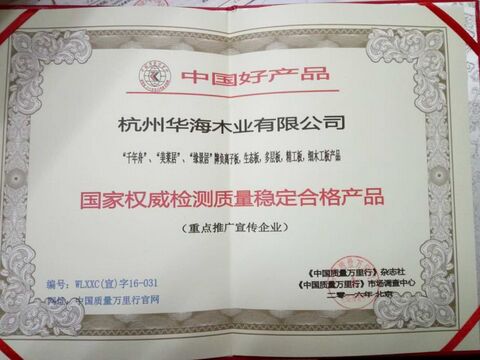 中国好产品
杭州华海木业有限公司
“千年舟”、“美莱居”、“缘景居”牌负离子板，生态板，多层板，精工板，细木工板产品
国家权威检测质量稳定合格产品
（重点推广宣传企业）
编号：WLXXC(宣)字16-031
网址：中国质量万里行官网
《中国质量万里行》杂志社
《中国质量万里行》市场调查中心
二零一六年 北京